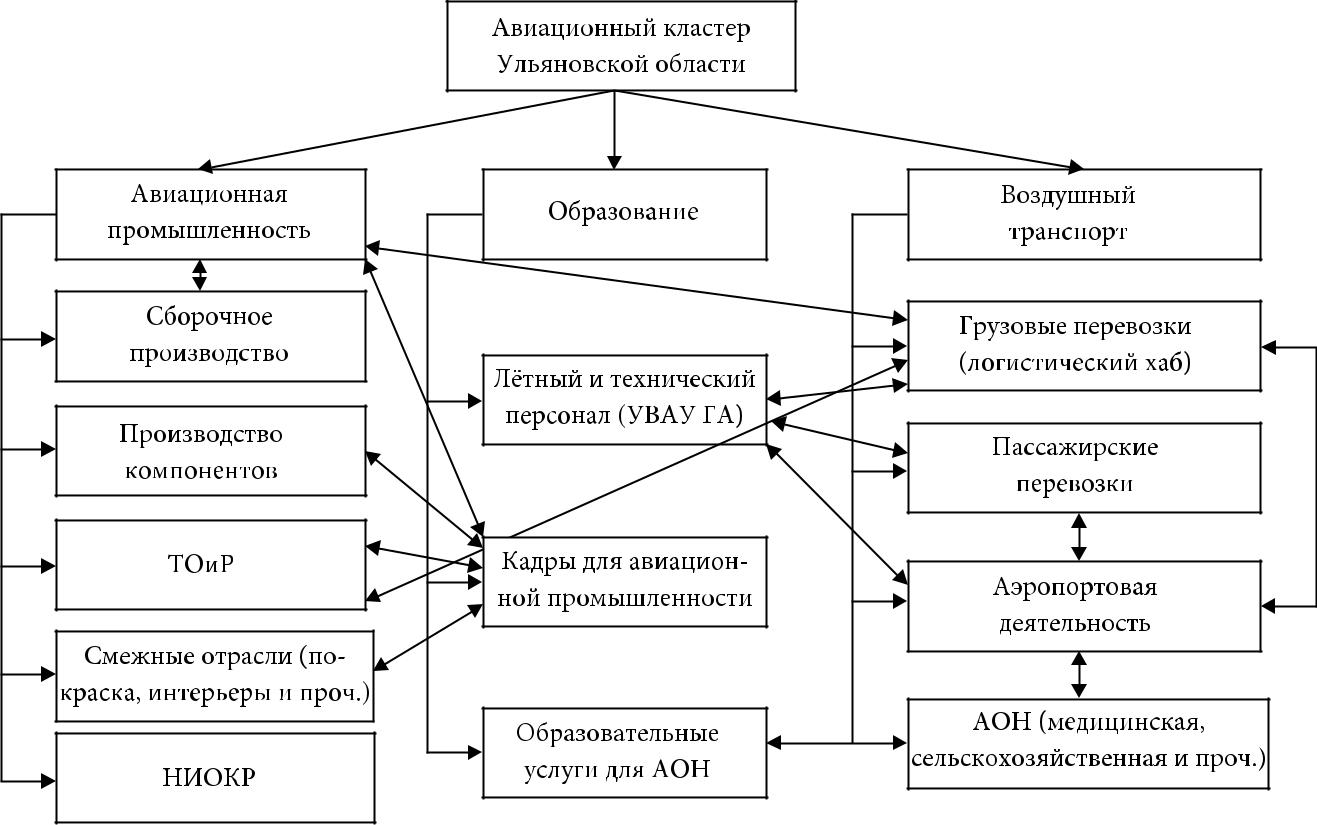 Авиационный кластер
Ульяновской области
Авиационная
промышленность
Образование
Воздушный
транспорт
Сборочное
производство
Грузовые перевозки
(логистический хаб)
Лётный и технический
персонал (УВАУ ГА)
Производство
компонентов
Пассажирские
перевозки
ТОиР
Кадры для авиацион-
ной промышленности
Аэропортовая
деятельность
Смежные отрасли (по-
краска, интерьеры и проч.)
Образовательные
услуги для АОН
АОН (медицинская,
сельскохозяйственная и проч.)
НИОКР